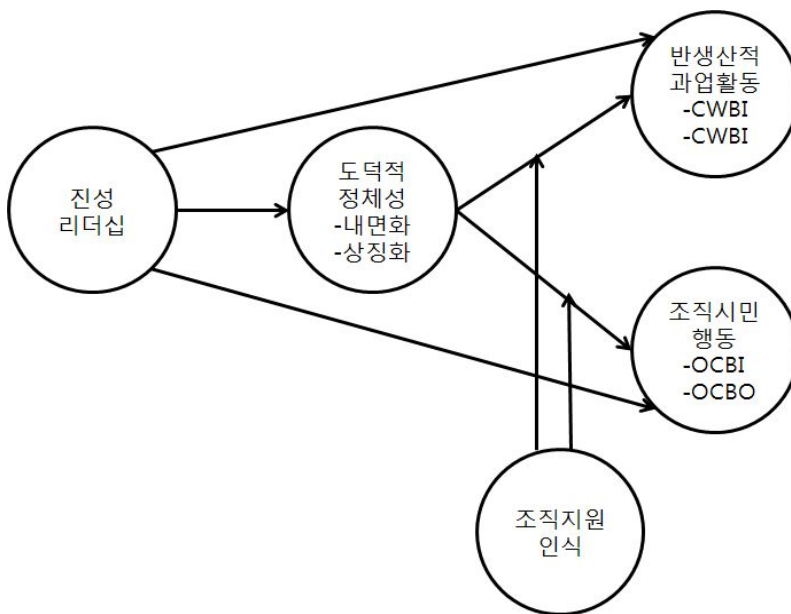 반생산적
과업활동
-CWBI
-CWBI
진성
리더십
도덕적
정체성
-내면화
-상징화
조직시민
행동
-OCBI
-OCBO
조직지원
인식